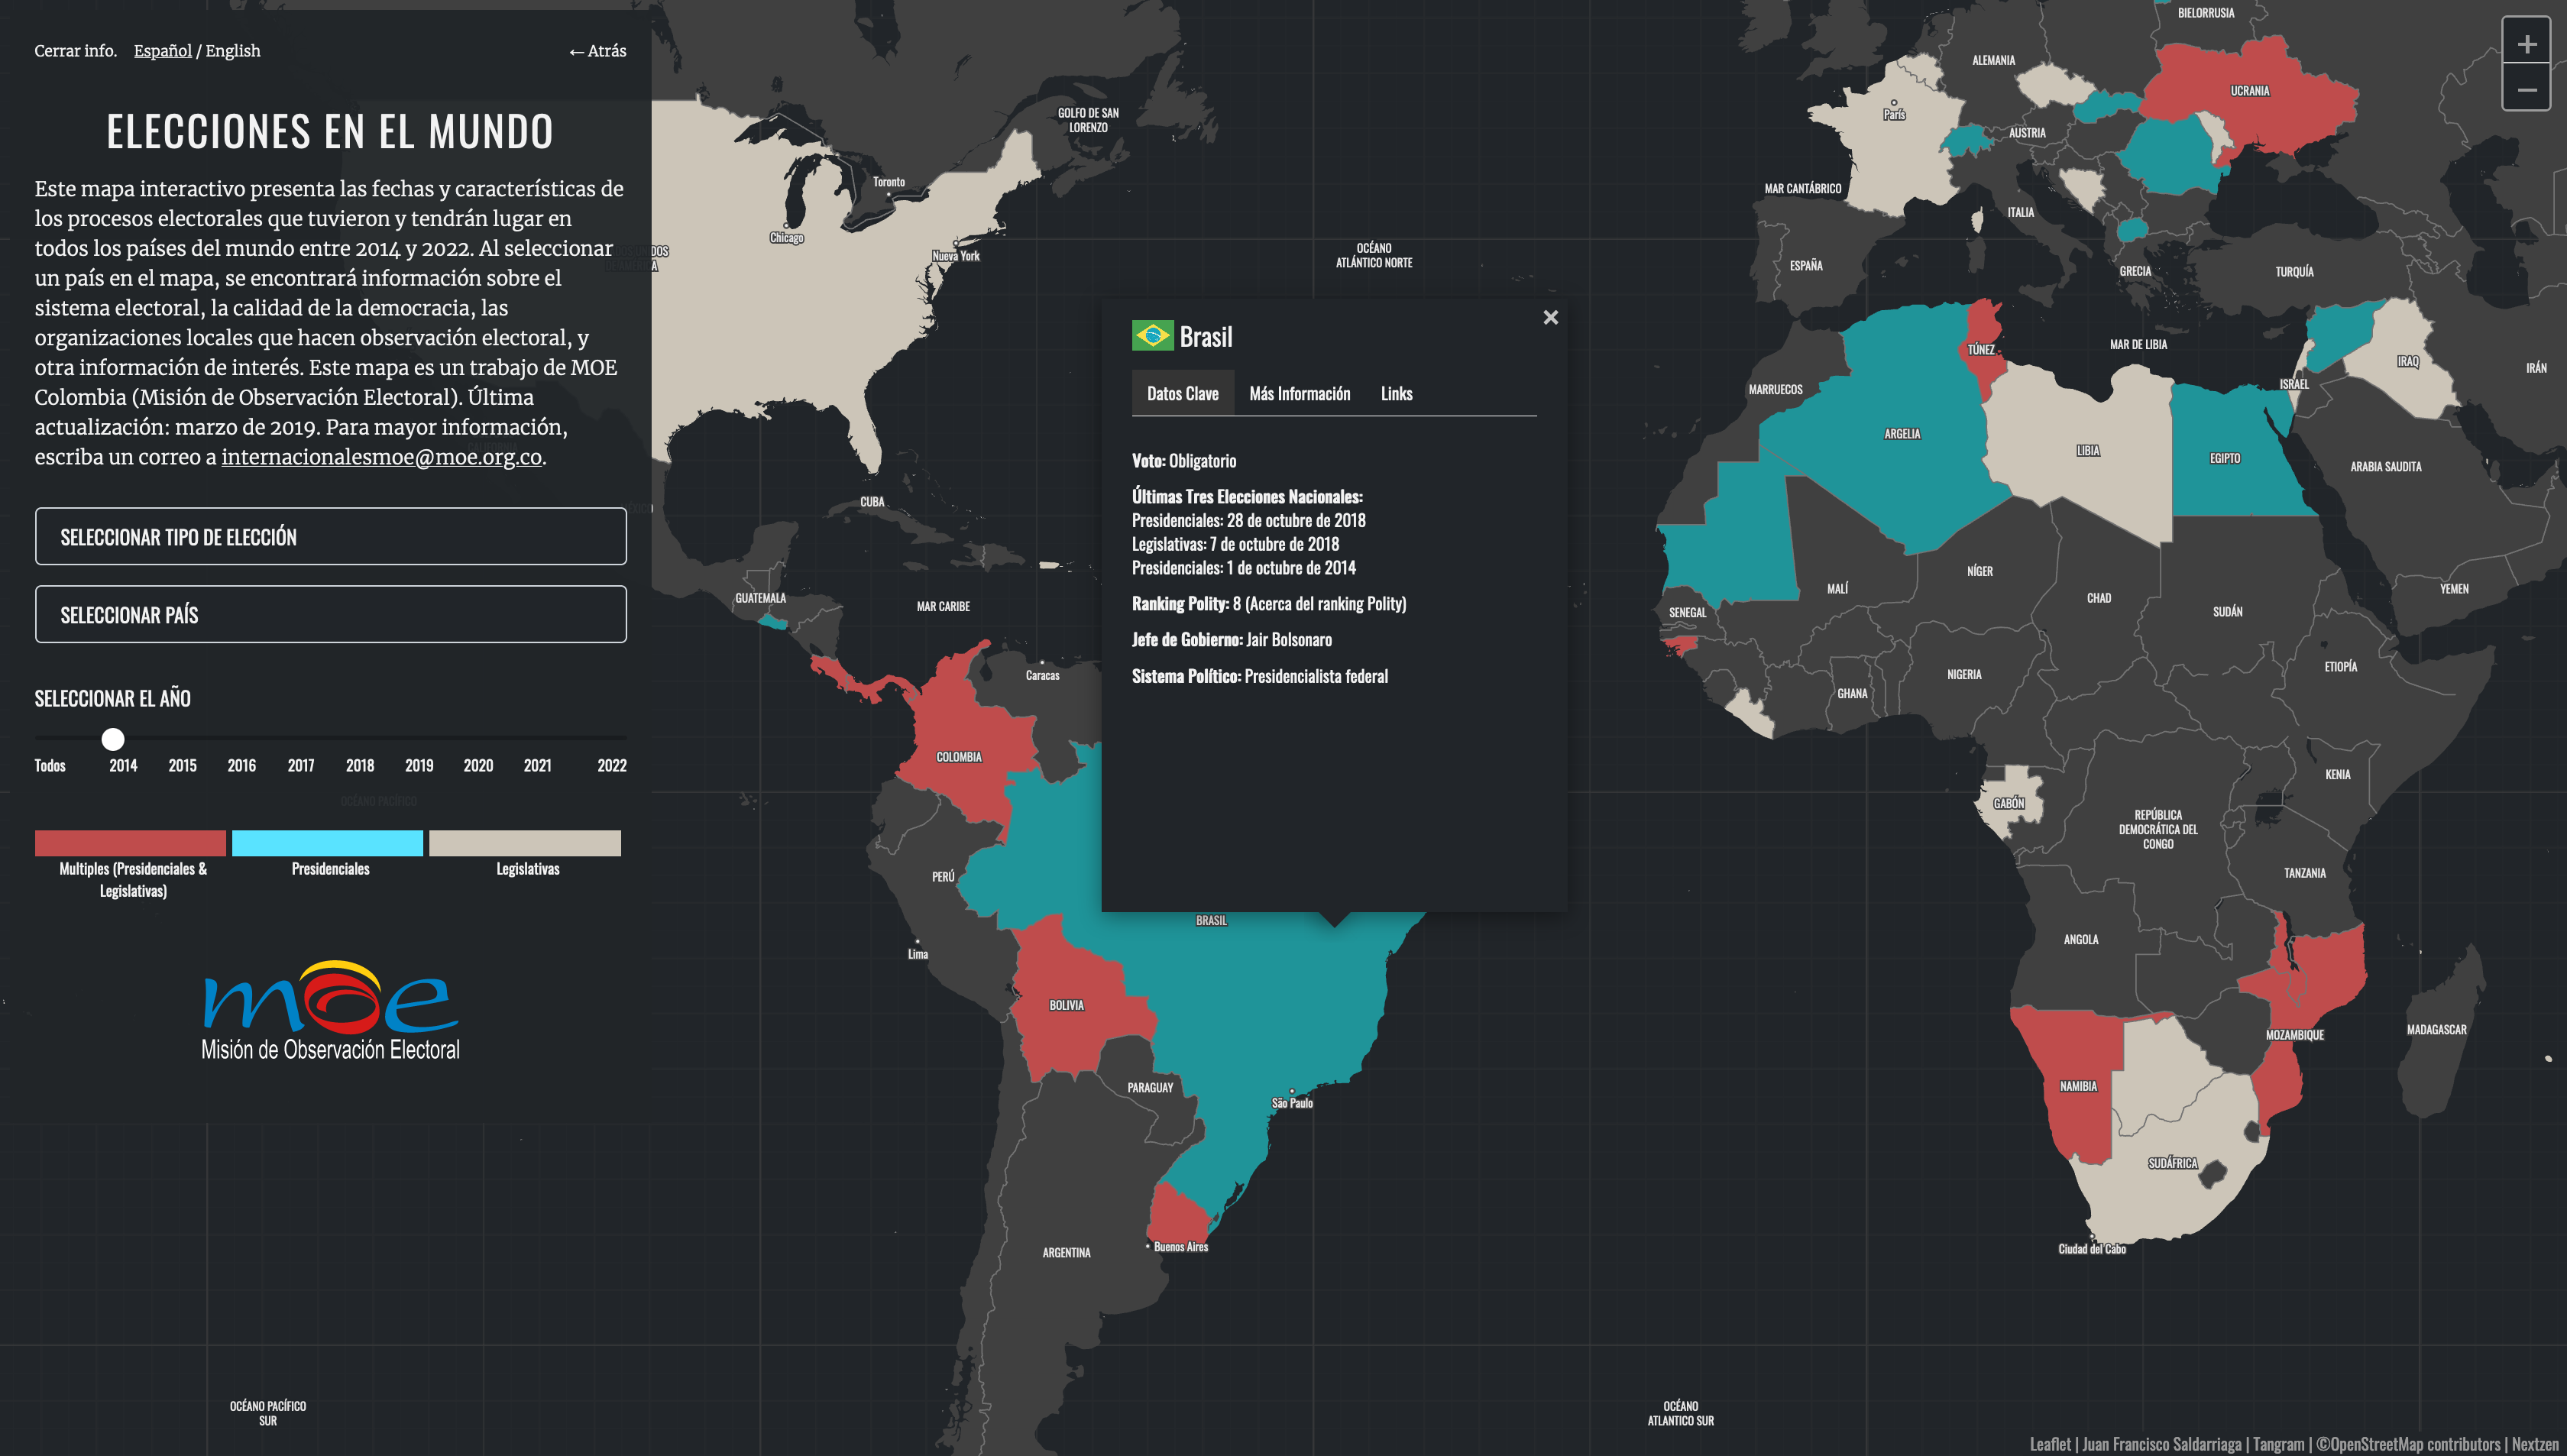 Cerrar info. Español / English ← Atrás
ELECCIONES EN EL MUNDO
Este mapa interactivo presenta las fechas y características de
los procesos electorales que tuvieron y tendrán lugar en
todos los países del mundo entre 2014 y 2022. Al seleccionar
un país en el mapa, se encontrará información sobre el
sistema electoral, la calidad de la democracia, las
organizaciones locales que hacen observación electoral, y
otra información de interés. Este mapa es un trabajo de MOE
Colombia (Misión de Observación Electoral). Última
actualización: marzo de 2019. Para mayor información,
escriba un correo a internacionalesmoe@moe.org.co.
SELECCIONAR TIPO DE ELECCIÓN
SELECCIONAR PAÍS
SELECCIONAR EL AÑO
Todos 2014 2015 2016 2017 2018 2019 2020 2021 2022
OCÉANO PACÍFICO
Multiples (Presidenciales &
Legislativas)
Presidenciales
Legislativas
moe
Misión de Observación Electoral
Brasil
×
Datos Clave Más Información Links
Voto: Obligatorio
Últimas Tres Elecciones Nacionales:
Presidenciales: 28 de octubre de 2018
Legislativas: 7 de octubre de 2018
Presidenciales: 1 de octubre de 2014
Ranking Polity: 8 (Acerca del ranking Polity)
Jefe de Gobierno: Jair Bolsonaro
Sistema Político: Presidencialista federal
GOLFO DE SAN
LORENZO
Toronto
Chicago
Nueva York
OCÉANO
ATLÁNTICO NORTE
CUBA
GUATEMALA
MAR CARIBE
Caracas
COLOMBIA
PERÚ
Lima
BRASIL
BOLIVIA
PARAGUAY
São Paulo
Buenos Aires
ARGENTINA
OCÉANO PACÍFICO
SUR
OCÉANO
ATLANTICO SUR
BIELORRUSIA
ALEMANIA
UCRANIA
París
AUSTRIA
MAR CANTÁBRICO
ITALIA
ESPAÑA
GRECIA
TURQUÍA
TÚNEZ
MAR DE LIBIA
IRAQ
IRÁN
ISRAEL
MARRUECOS
ARGELIA
LIBIA
EGIPTO
ARABIA SAUDITA
MALÍ
NÍGER
CHAD
SUDÁN
YEMEN
SENEGAL
ETIOPÍA
NIGERIA
GHANA
KENIA
GABÓN
REPÚBLICA
DEMOCRÁTICA DEL
CONGO
TANZANIA
ANGOLA
MOZAMBIQUE
MADAGASCAR
NAMIBIA
SUDÁFRICA
Ciudad del Cabo
+
−
Leaflet | Juan Francisco Saldarriaga | Tangram | ©OpenStreetMap contributors | Nextzen